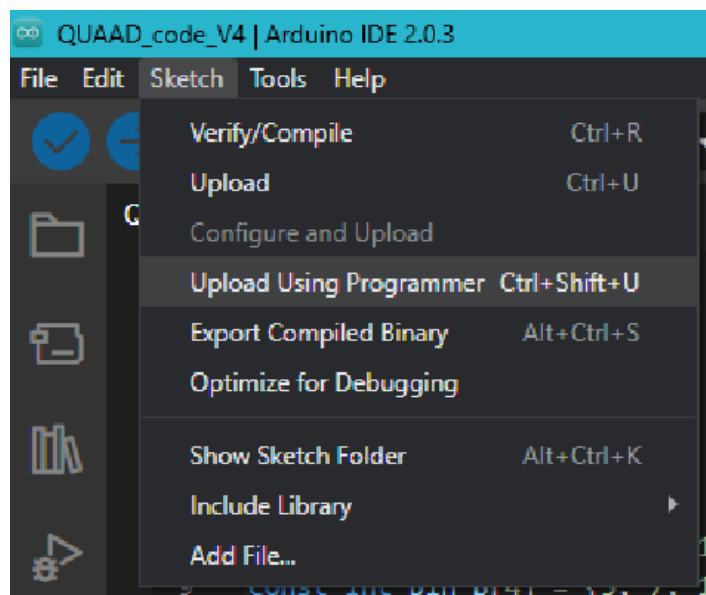 QUAAD_code_V4 | Arduino IDE 2.0.3
File Edit Sketch Tools Help
Verify/Compile Ctrl+R
Upload Ctrl+U
Configure and Upload
Upload Using Programmer Ctrl+Shift+U
Export Compiled Binary Alt+Ctrl+S
Optimize for Debugging
Show Sketch Folder Alt+Ctrl+K
Include Library
Add File...